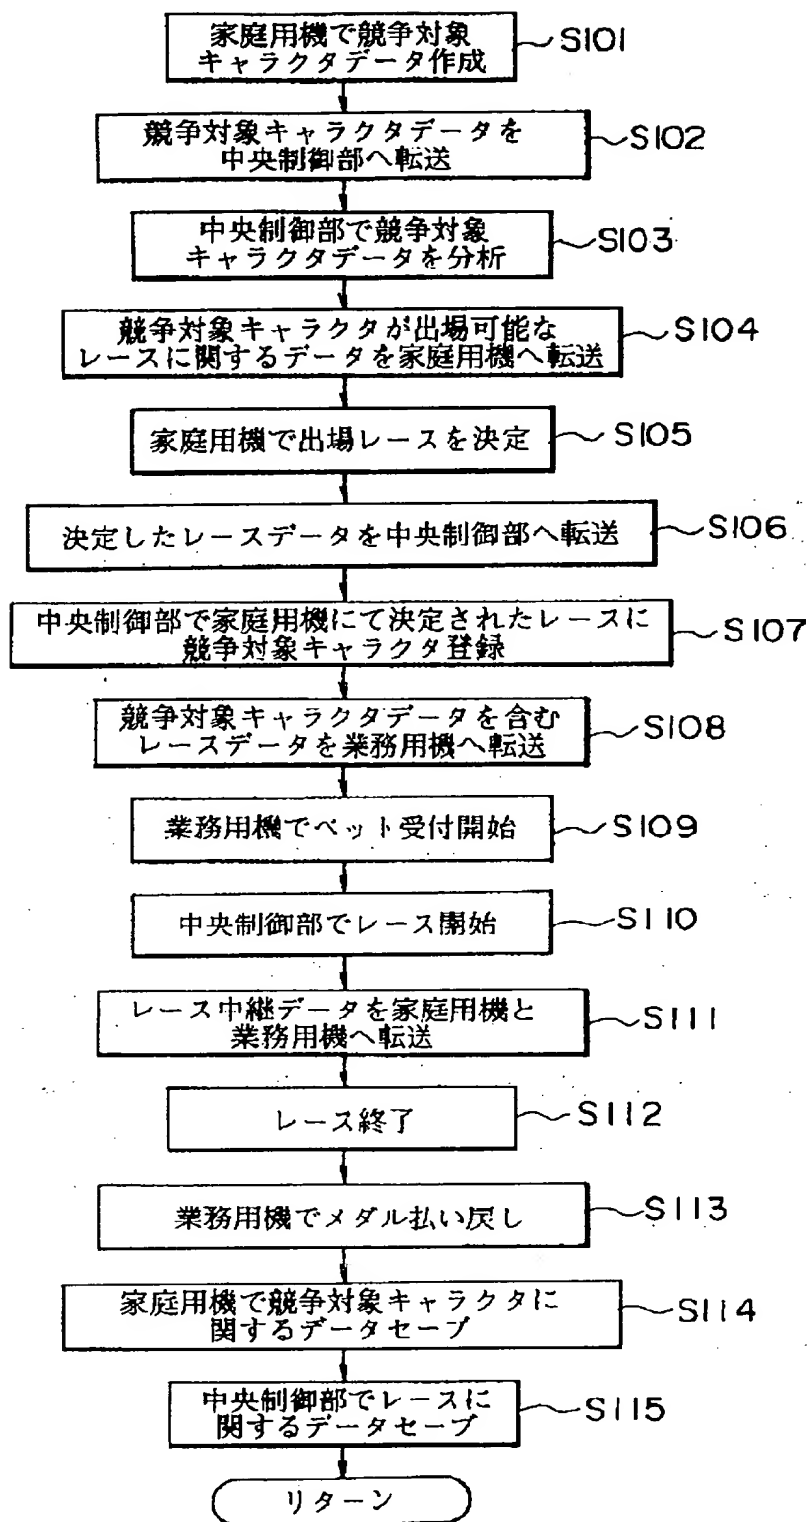 家庭用機で競争対象
キャラクタデータ作成
S101
競争対象キャラクタデータを
中央制御部へ転送
S102
中央制御部で競争対象
キャラクタデータを分析
S103
競争対象キャラクタが出場可能な
レースに関するデータを家庭用機へ転送
S104
家庭用機で出場レースを決定
S105
決定したレースデータを中央制御部へ転送
S106
中央制御部で家庭用機にて決定されたレースに
競争対象キャラクタ登録
S107
競争対象キャラクタデータを含む
レースデータを業務用機へ転送
S108
業務用機でベット受付開始
S109
中央制御部でレース開始
S110
レース中継データを家庭用機と
業務用機へ転送
S111
レース終了
S112
業務用機でメダル払い戻し
S113
家庭用機で競争対象キャラクタに
関するデータセーブ
S114
中央制御部でレースに
関するデータセーブ
S115
リターン